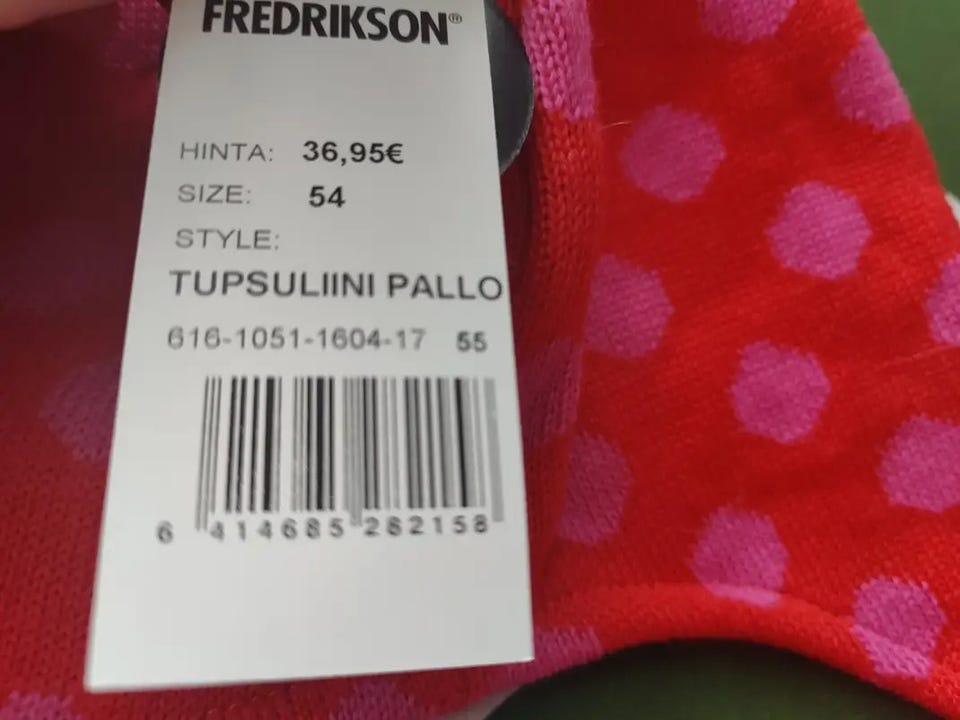 FREDRIKSON®
HINTA: 36,95€
SIZE: 54
STYLE:
TUPSULIINI PALLO
616-1051-1604-17 55
6 414685 282158